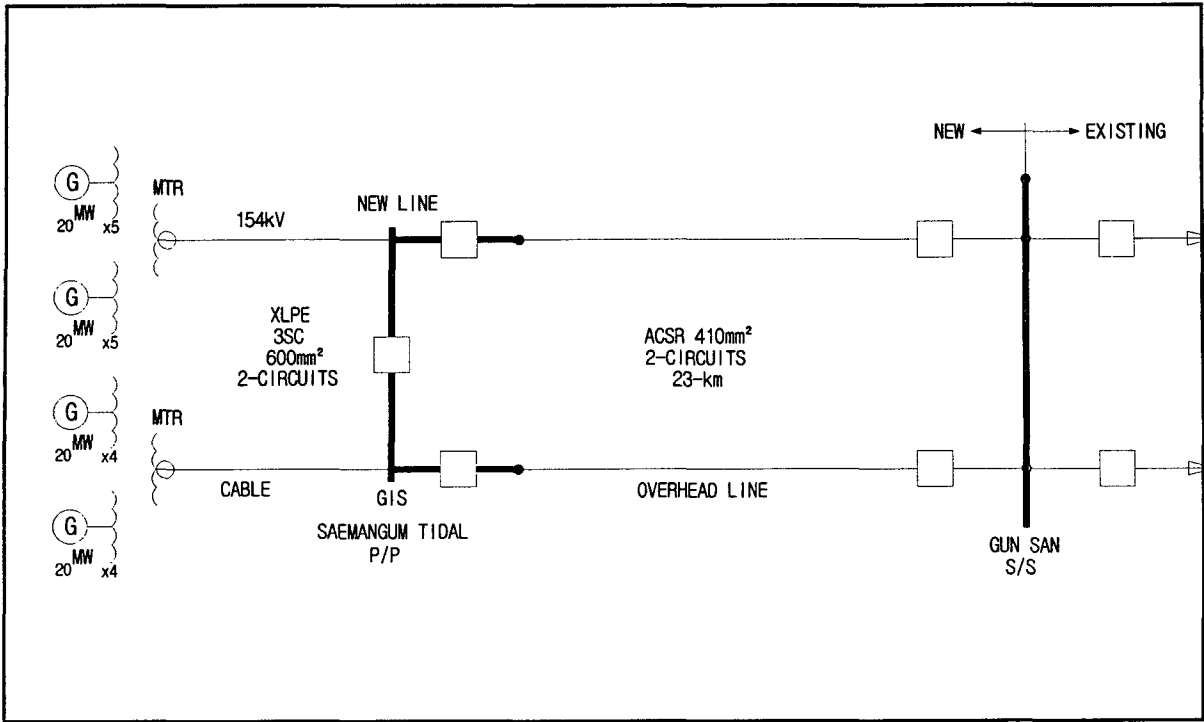 NEW
EXISTING
G
20MW x5
MTR
154kV
NEW LINE
G
20MW x5
XLPE
3SC
600mm²
2-CIRCUITS
ACSR 410mm²
2-CIRCUITS
23-km
G
20MW x4
MTR
CABLE
GIS
OVERHEAD LINE
SAEMANGUM TIDAL
P/P
G
20MW x4
GUN SAN
S/S